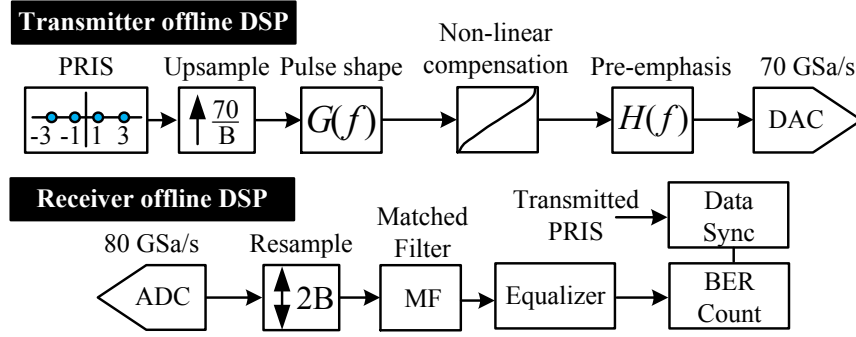 Transmitter offline DSP
PRIS
Upsample
Pulse shape
Non-linear
compensation
Pre-emphasis
70 GSa/s
-3 -1 1 3
70
B
G(f)
H(f)
DAC
Receiver offline DSP
80 GSa/s
Resample
Matched
Filter
Transmitted
PRIS
Data
Sync
ADC
2B
MF
Equalizer
BER
Count